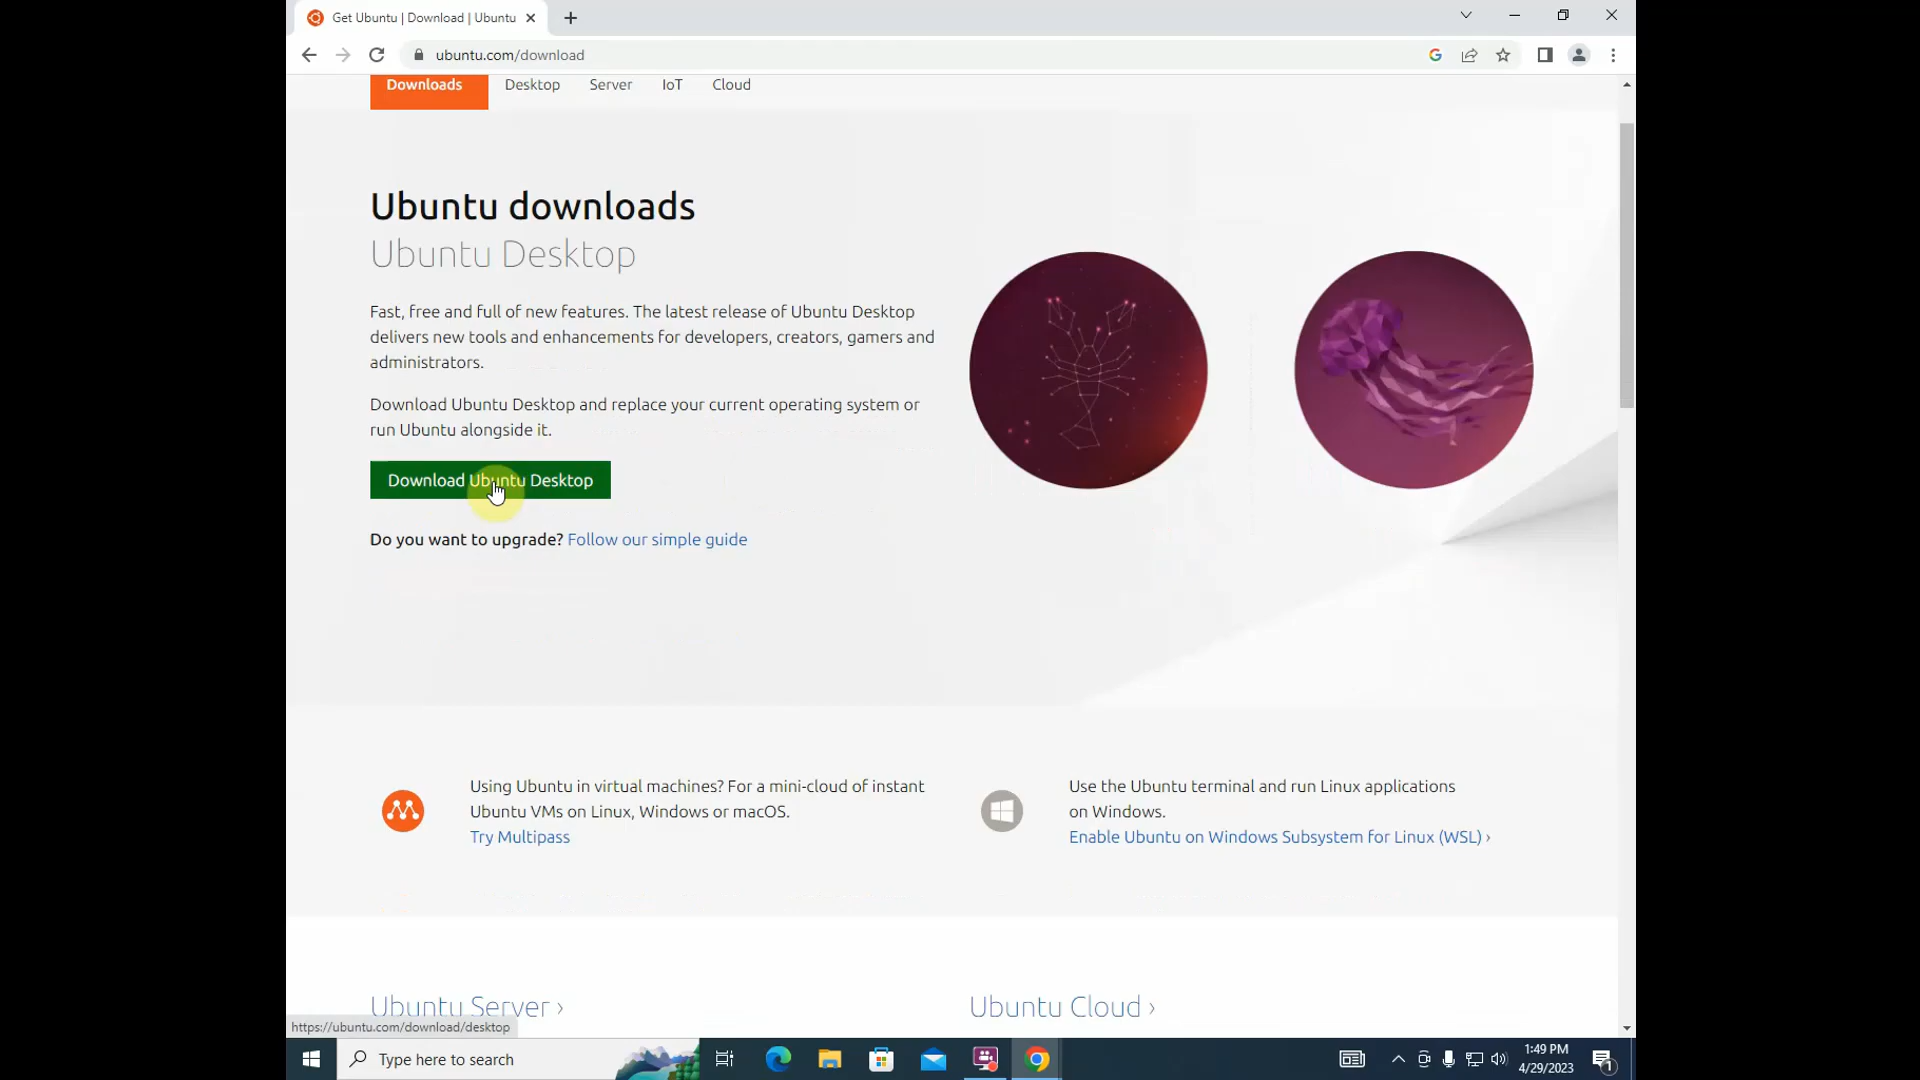 Get Ubuntu | Download | Ubuntu
ubuntu.com/download
Downloads Desktop Server IoT Cloud
Ubuntu downloads
Ubuntu Desktop
Fast, free and full of new features. The latest release of Ubuntu Desktop
delivers new tools and enhancements for developers, creators, gamers and
administrators.
Download Ubuntu Desktop and replace your current operating system or
run Ubuntu alongside it.
Download Ubuntu Desktop
Do you want to upgrade? Follow our simple guide
Using Ubuntu in virtual machines? For a mini-cloud of instant
Ubuntu VMs on Linux, Windows or macOS.
Try Multipass
Use the Ubuntu terminal and run Linux applications
on Windows.
Enable Ubuntu on Windows Subsystem for Linux (WSL) ›
Ubuntu Server ›
Ubuntu Cloud ›
https://ubuntu.com/download/desktop
Type here to search
1:49 PM
4/29/2023
1